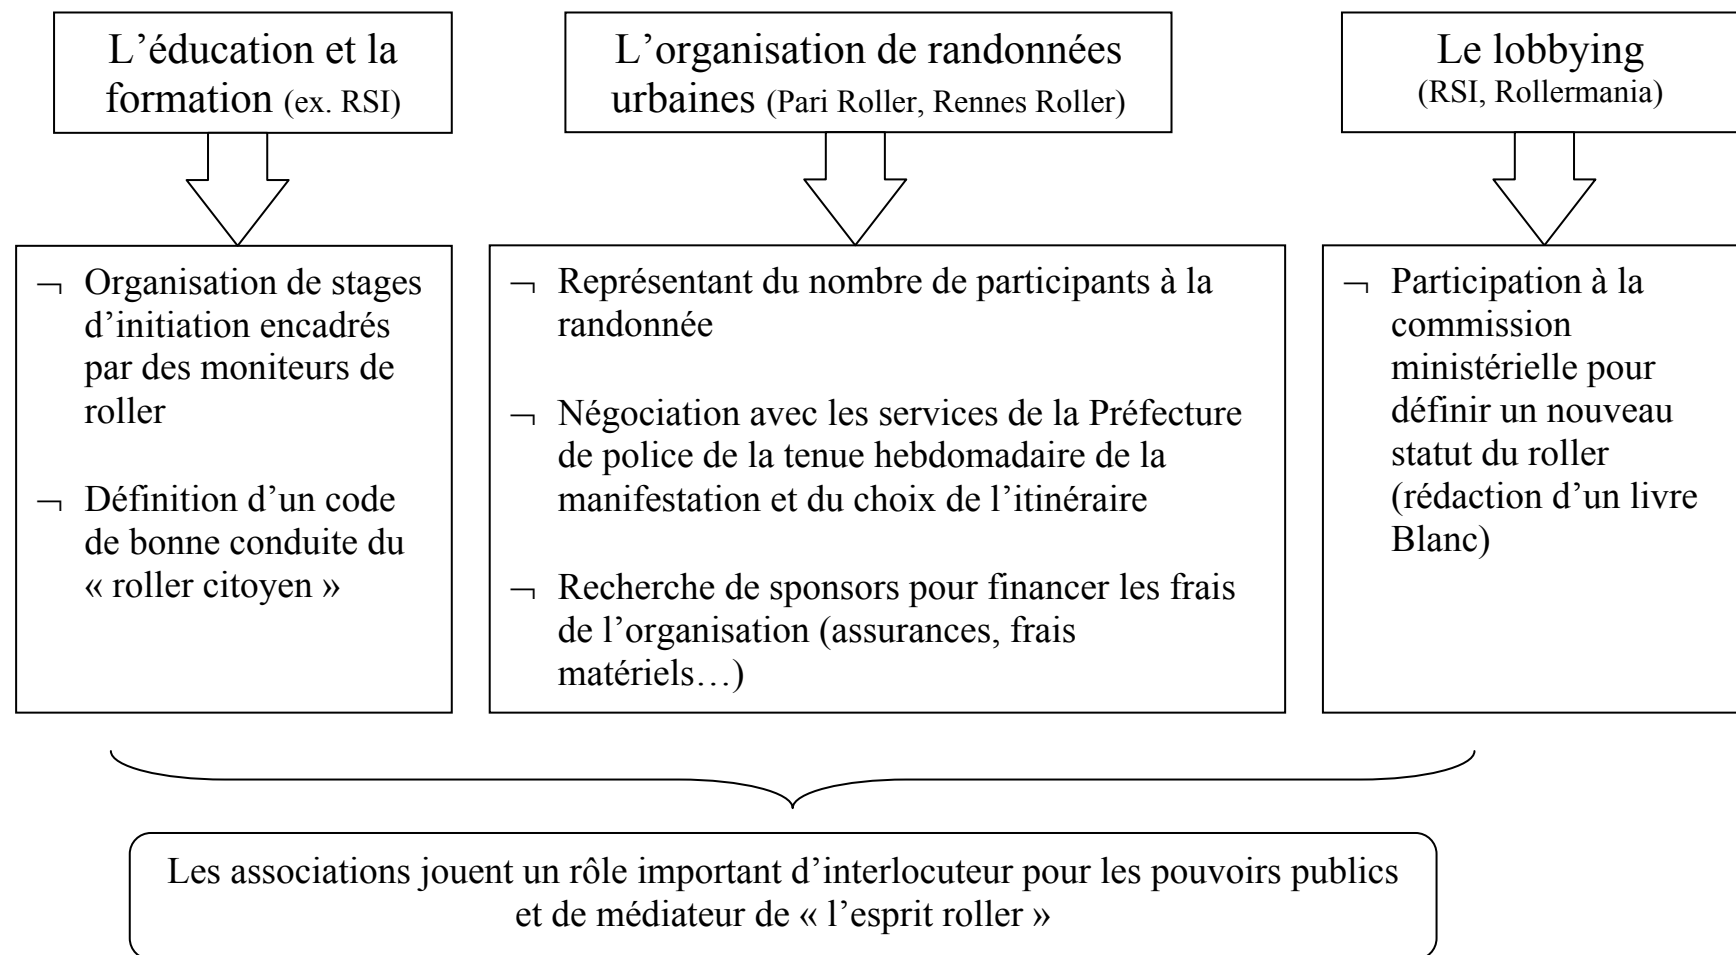 L’éducation et la
formation (ex. RSI)
L’organisation de randonnées
urbaines (Pari Roller, Rennes Roller)
Le lobbying
(RSI, Rollermania)
¬ Organisation de stages
d’initiation encadrés
par des moniteurs de
roller
¬ Définition d’un code
de bonne conduite du
« roller citoyen »
¬ Représentant du nombre de participants à la
randonnée
¬ Négociation avec les services de la Préfecture
de police de la tenue hebdomadaire de la
manifestation et du choix de l’itinéraire
¬ Recherche de sponsors pour financer les frais
de l’organisation (assurances, frais
matériels…)
¬ Participation à la
commission
ministérielle pour
définir un nouveau
statut du roller
(rédaction d’un livre
Blanc)
Les associations jouent un rôle important d’interlocuteur pour les pouvoirs publics
et de médiateur de « l’esprit roller »